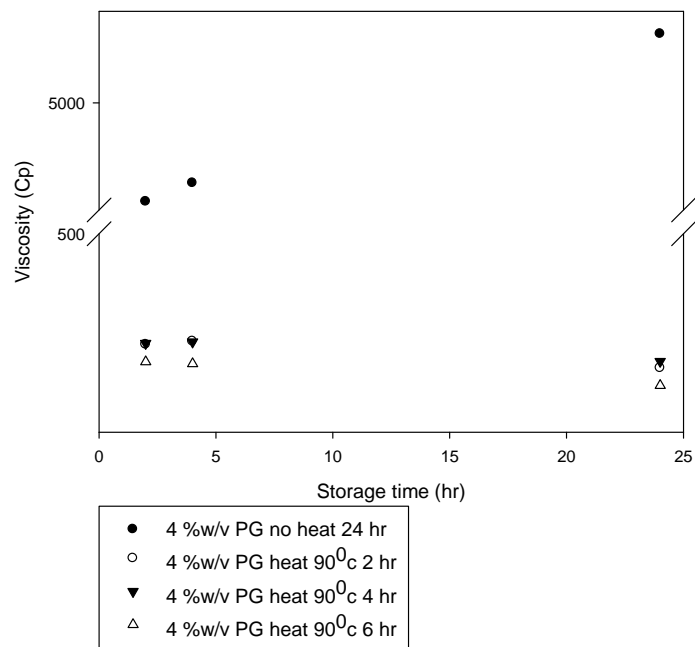 Viscosity (Cp)
5000
500
0 5 10 15 20 25
Storage time (hr)
4 %w/v PG no heat 24 hr
4 %w/v PG heat 90⁰c 2 hr
4 %w/v PG heat 90⁰c 4 hr
4 %w/v PG heat 90⁰c 6 hr